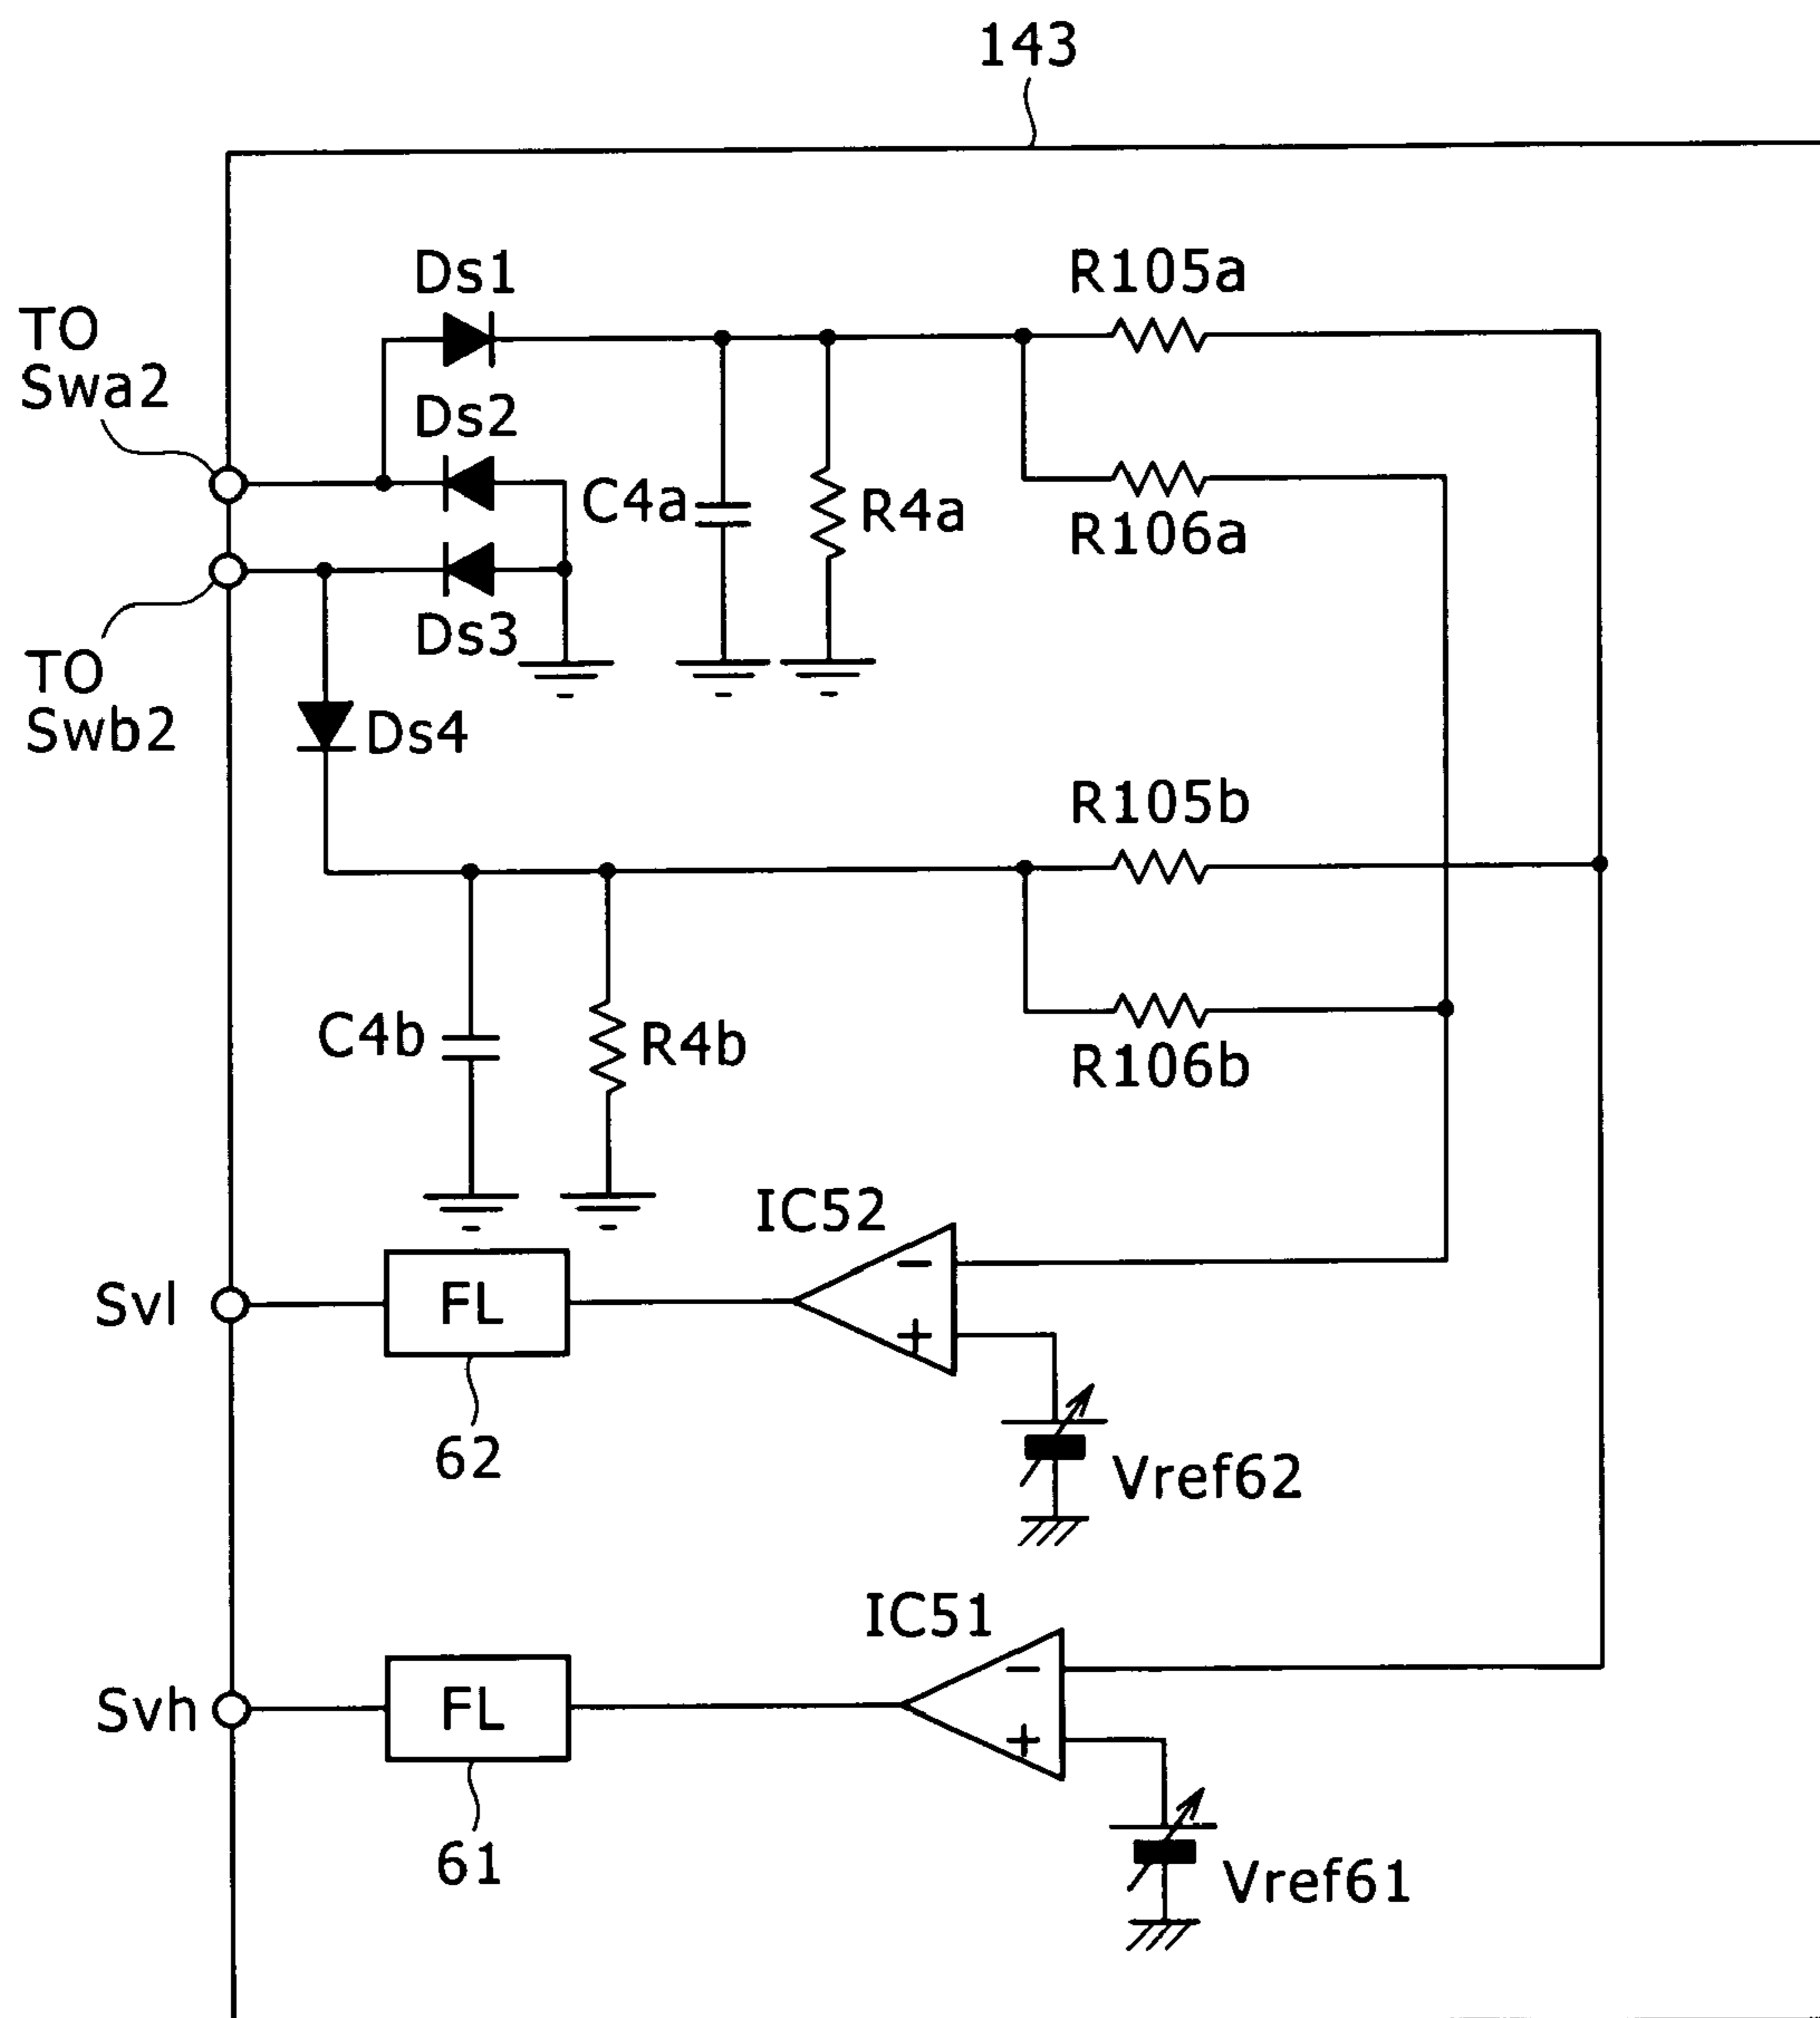 143
Ds1
R105a
TO
Swa2
Ds2
C4a
R4a
R106a
Ds3
TO
Swb2
Ds4
R105b
C4b
R4b
R106b
IC52
−
Svl
FL
+
62
Vref62
IC51
−
Svh
FL
+
61
Vref61